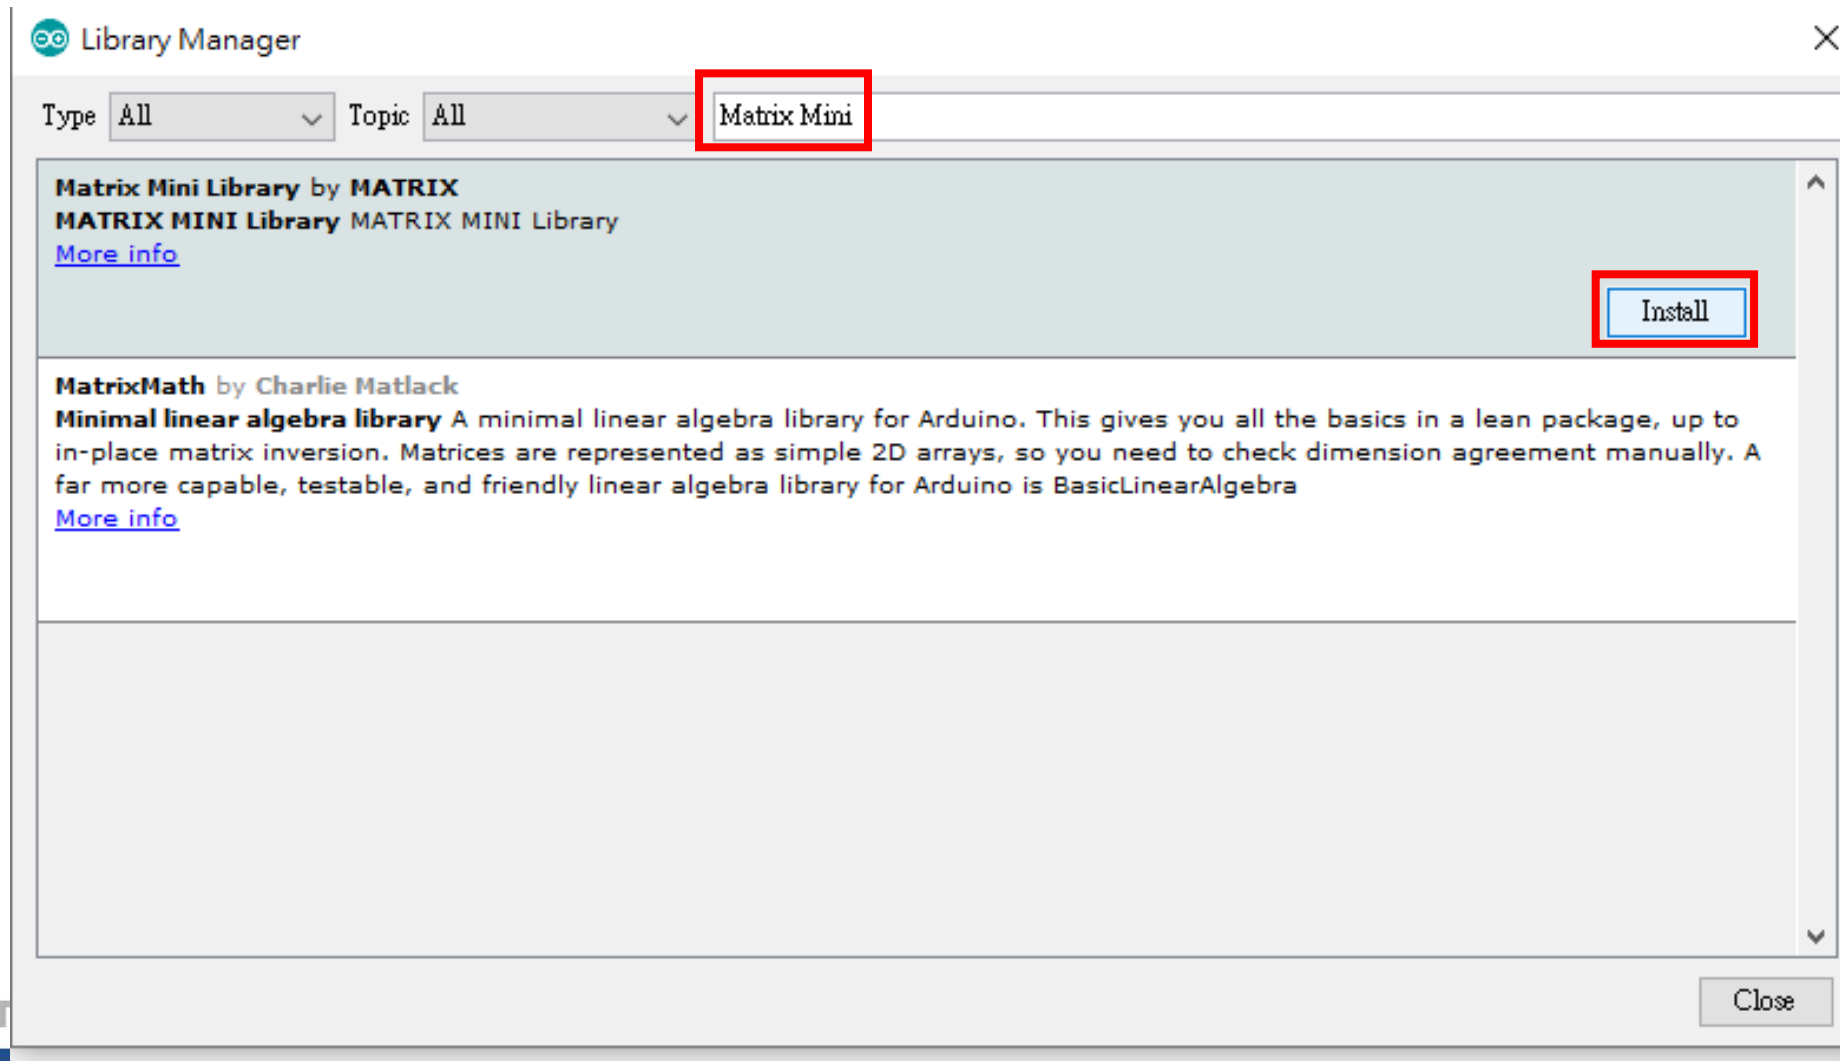 Library Manager
Type All Topic All Matrix Mini
Matrix Mini Library by MATRIX
MATRIX MINI Library MATRIX MINI Library
More info
Install
MatrixMath by Charlie Matlack
Minimal linear algebra library A minimal linear algebra library for Arduino. This gives you all the basics in a lean package, up to
in-place matrix inversion. Matrices are represented as simple 2D arrays, so you need to check dimension agreement manually. A
far more capable, testable, and friendly linear algebra library for Arduino is BasicLinearAlgebra
More info
Close